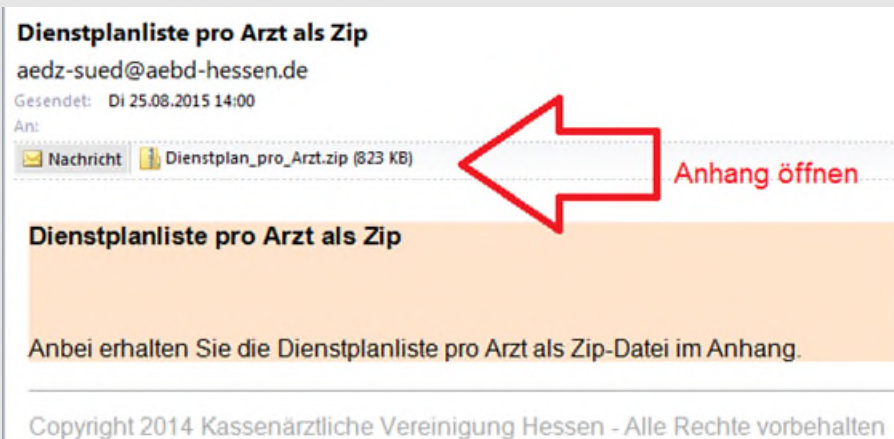 Dienstplanliste pro Arzt als Zip
aedz-sued@aebd-hessen.de
Gesendet: Di 25.08.2015 14:00
An:
Nachricht Dienstplan_pro_Arzt.zip (823 KB)
Anhang öffnen
Dienstplanliste pro Arzt als Zip
Anbei erhalten Sie die Dienstplanliste pro Arzt als Zip-Datei im Anhang.
Copyright 2014 Kassenärztliche Vereinigung Hessen - Alle Rechte vorbehalten